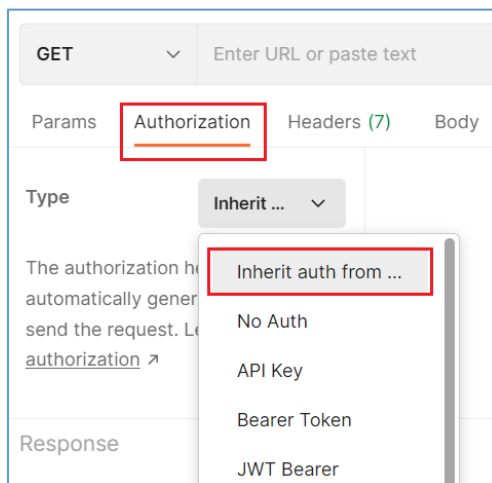 GET Enter URL or paste text
Params Authorization Headers (7) Body
Type Inherit ...
The authorization he
automatically gener
send the request. Le
authorization ↗
Inherit auth from ...
No Auth
API Key
Bearer Token
JWT Bearer
Response